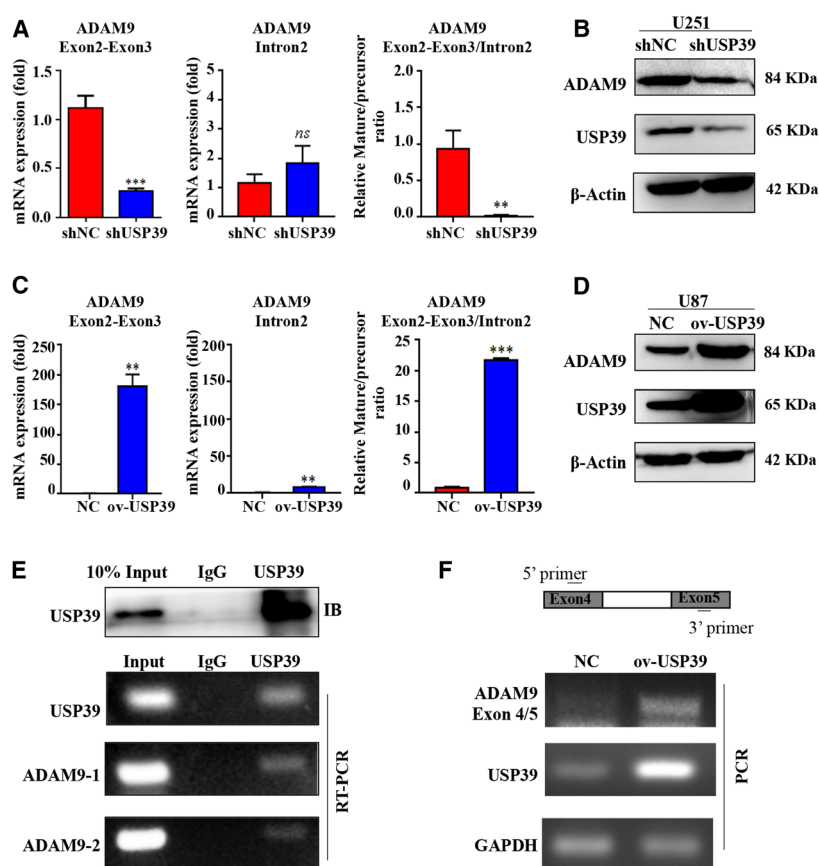 A
ADAM9
Exon2-Exon3
mRNA expression (fold)
1.5
1.0
0.5
0.0
***
shNC shUSP39
ADAM9
Intron2
mRNA expression (fold)
5
4
3
2
1
0
ns
shNC shUSP39
ADAM9
Exon2-Exon3/Intron2
Relative Mature/precursor
ratio
2.0
1.5
1.0
0.5
0.0
**
shNC shUSP39
B
U251
shNC shUSP39
ADAM9 84 KDa
USP39 65 KDa
β-Actin 42 KDa
C
ADAM9
Exon2-Exon3
mRNA expression (fold)
250
200
150
100
50
0
**
NC ov-USP39
ADAM9
Intron2
mRNA expression (fold)
200
150
100
50
0
**
NC ov-USP39
ADAM9
Exon2-Exon3/Intron2
Relative Mature/precursor
ratio
25
20
15
10
5
0
***
NC ov-USP39
D
U87
NC ov-USP39
ADAM9 84 KDa
USP39 65 KDa
β-Actin 42 KDa
E
10% Input IgG USP39
USP39 IB
Input IgG USP39
USP39
ADAM9-1
ADAM9-2
RT-PCR
F
5' primer
Exon4 Exon5
3' primer
NC ov-USP39
ADAM9
Exon 4/5
USP39
GAPDH
PCR